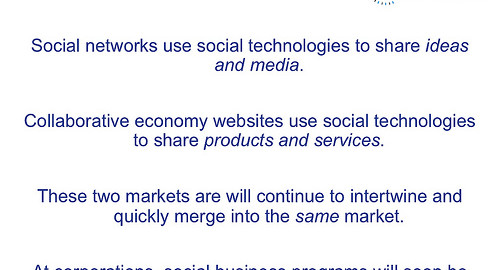 Social networks use social technologies to share ideas
and media.
Collaborative economy websites use social technologies
to share products and services.
These two markets are will continue to intertwine and
quickly merge into the same market.
At corporations, social business programs will soon be